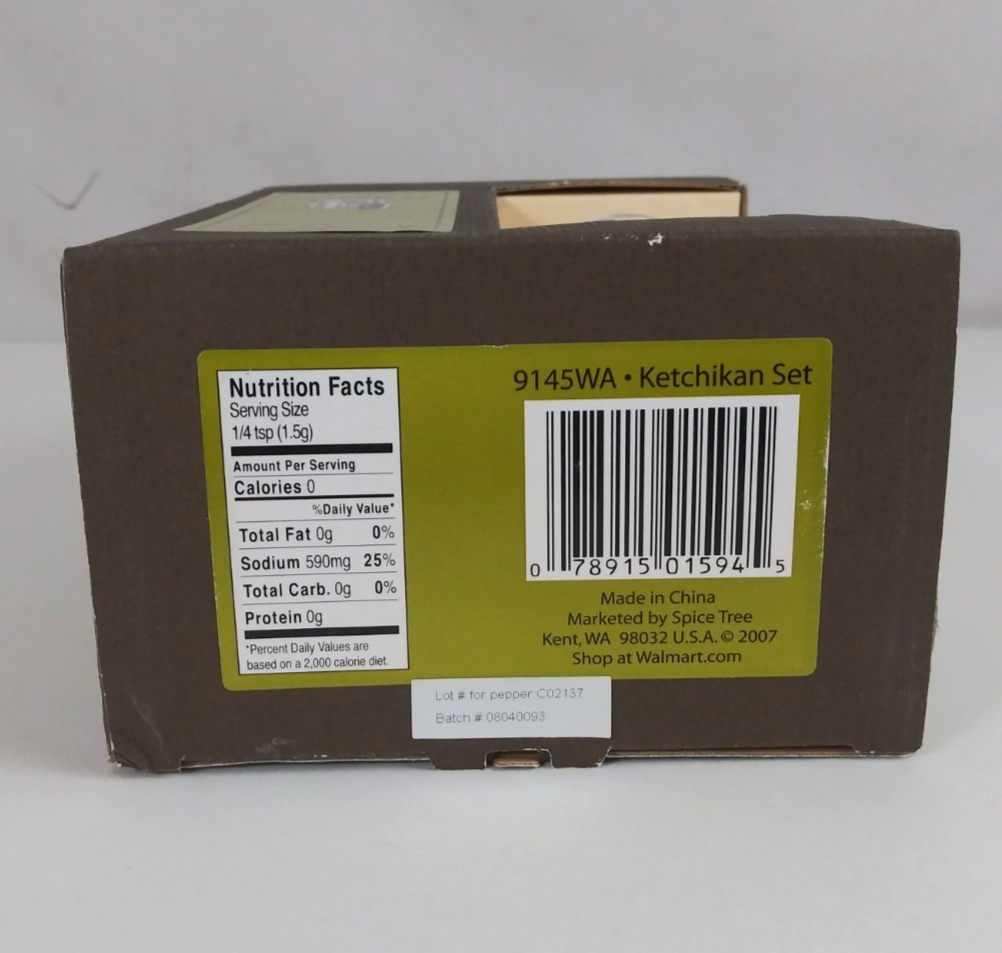 Nutrition Facts
Serving Size
1/4 tsp (1.5g)
Amount Per Serving
Calories 0
%Daily Value*
Total Fat 0g 0%
Sodium 590mg 25%
Total Carb. 0g 0%
Protein 0g
*Percent Daily Values are
based on a 2,000 calorie diet.
9145WA • Ketchikan Set
0 78915 01594 5
Made in China
Marketed by Spice Tree
Kent, WA 98032 U.S.A. © 2007
Shop at Walmart.com
Lot # for pepper C02137
Batch # 08040093